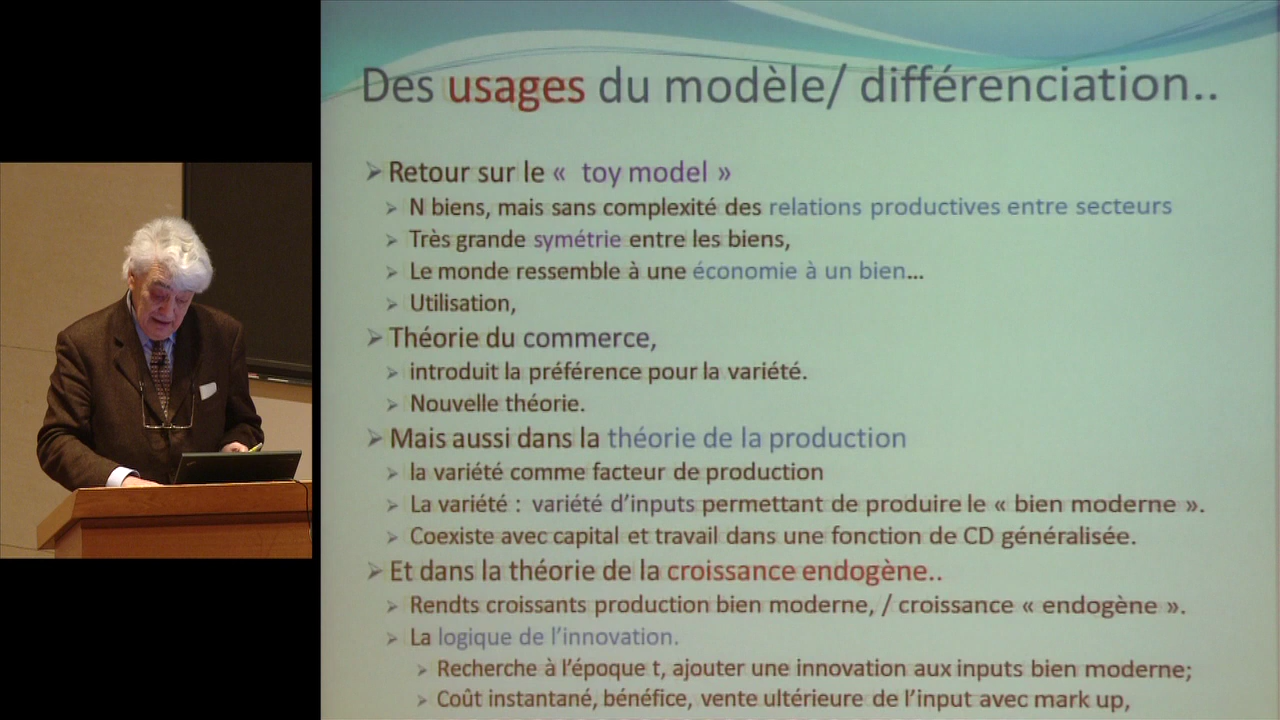 Des usages du modèle/ différenciation..
Retour sur le « toy model »
N biens, mais sans complexité des relations productives entre secteurs
Très grande symétrie entre les biens,
Le monde ressemble à une économie à un bien...
Utilisation,
Théorie du commerce,
introduit la préférence pour la variété.
Nouvelle théorie.
Mais aussi dans la théorie de la production
la variété comme facteur de production
La variété : variété d'inputs permettant de produire le « bien moderne ».
Coexiste avec capital et travail dans une fonction de CD généralisée.
Et dans la théorie de la croissance endogène..
Rendts croissants production bien moderne, / croissance « endogène ».
La logique de l'innovation.
Recherche à l'époque t, ajouter une innovation aux inputs bien moderne;
Coût instantané, bénéfice, vente ultérieure de l'input avec mark up,